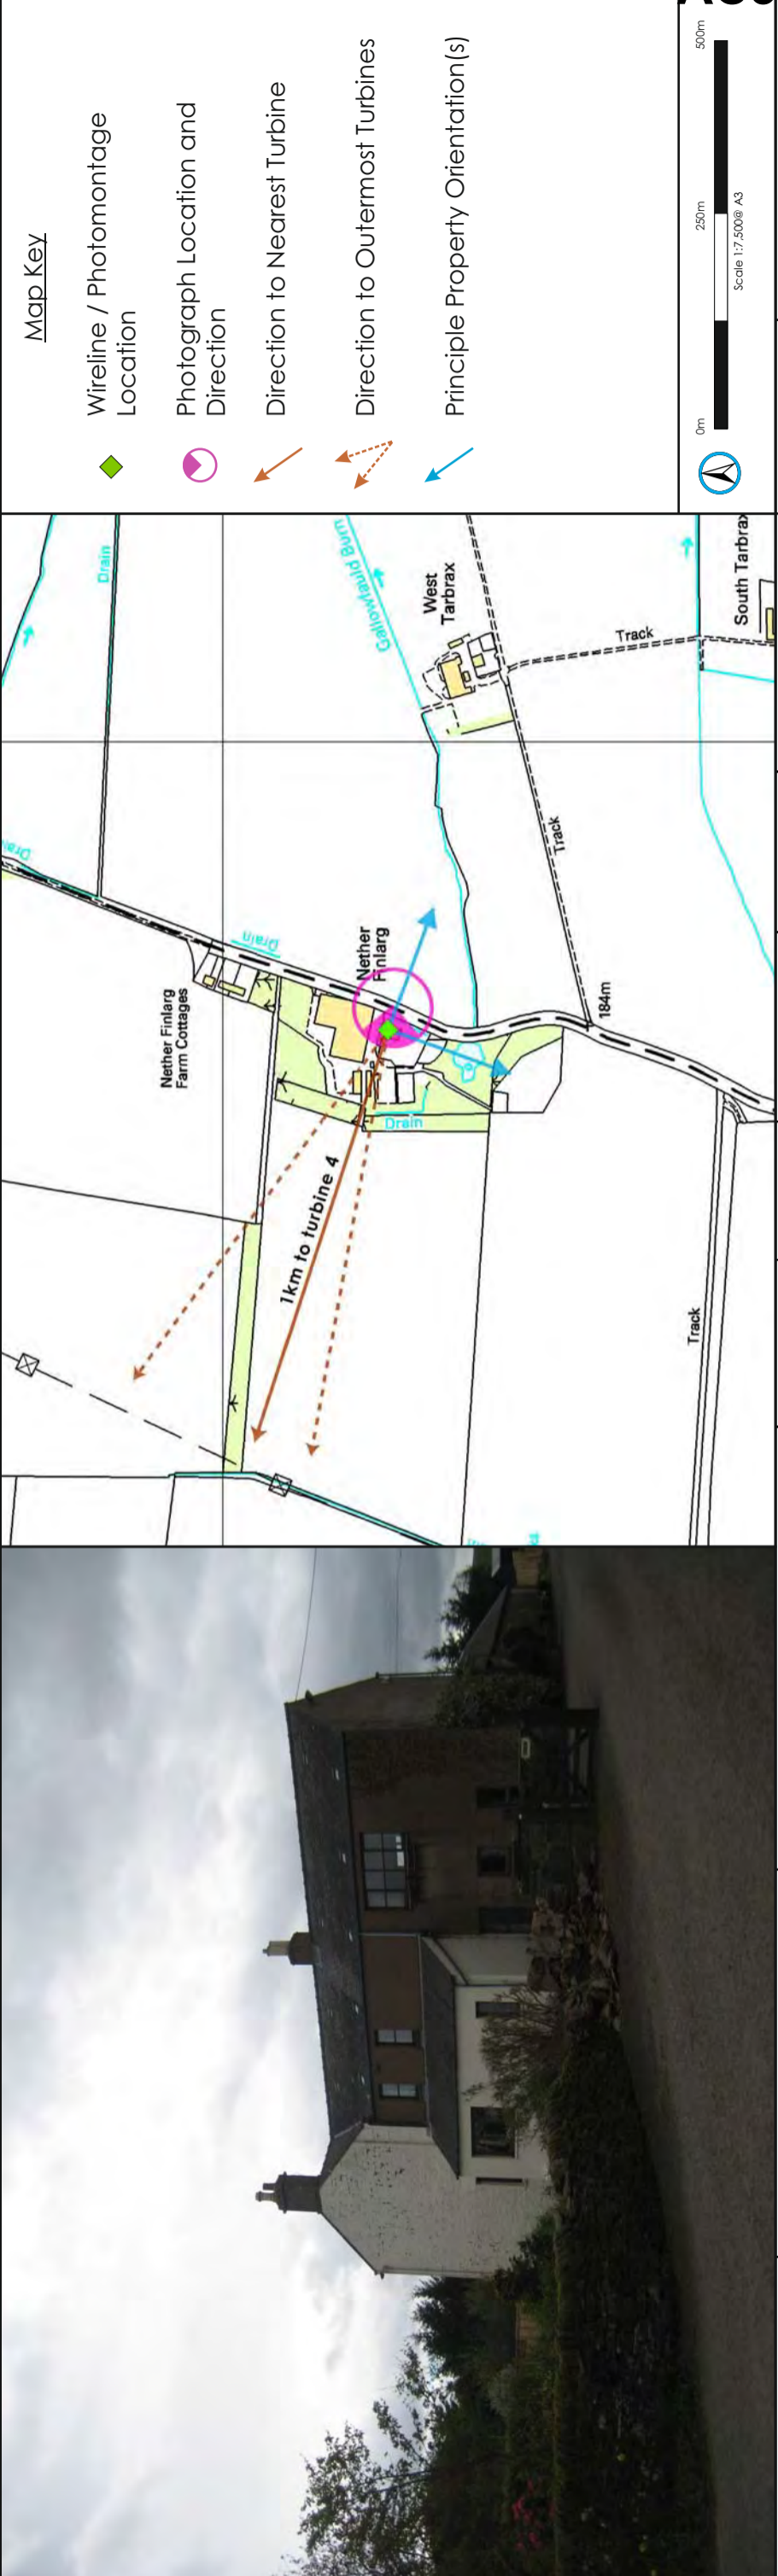 Map Key
Wireline / Photomontage
Location
Photograph Location and
Direction
Direction to Nearest Turbine
Direction to Outermost Turbines
Principle Property Orientation(s)
0m
250m
500m
Scale 1:7,500@ A3
Drain
Drain
Drain
Gallowfauld Burn
Nether Finlarg
Farm Cottages
Nether
Finlarg
West
Tarbrax
1km to turbine 4
Drain
Track
Track
184m
Track
South Tarbrax